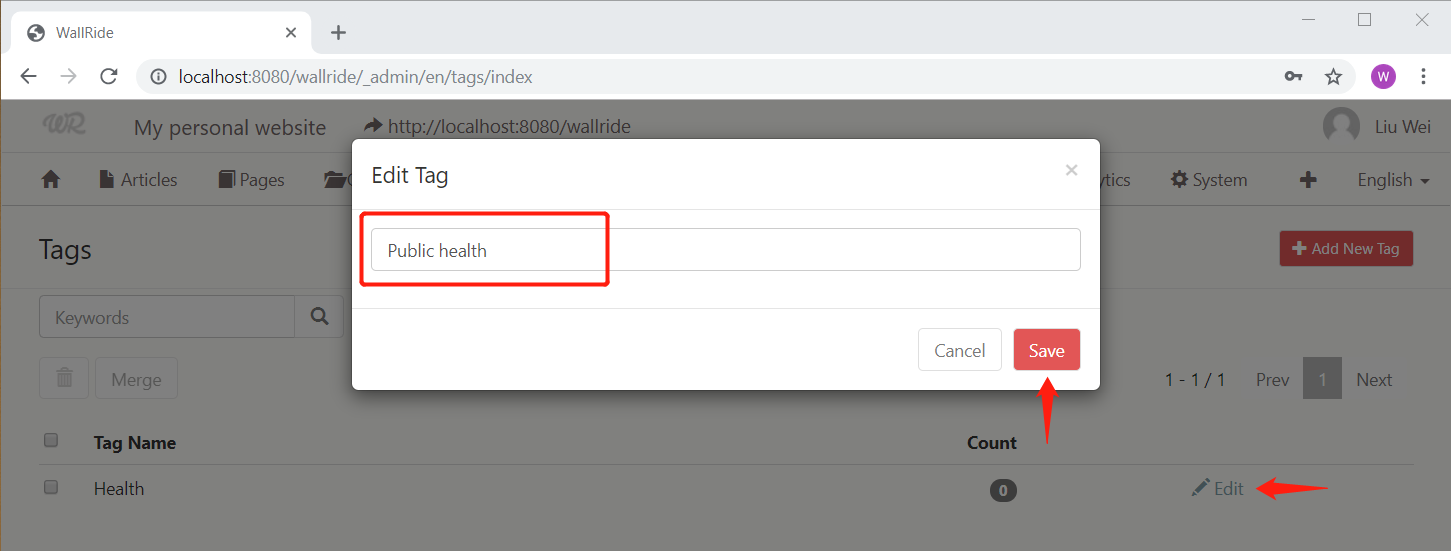 WallRide
localhost:8080/wallride/_admin/en/tags/index
W
WR My personal website http://localhost:8080/wallride Liu Wei
Articles Pages System English
Edit Tag ×
Tags
Public health
Add New Tag
Keywords
Cancel Save
Merge 1 - 1 / 1 Prev 1 Next
Tag Name Count
Health 0 Edit